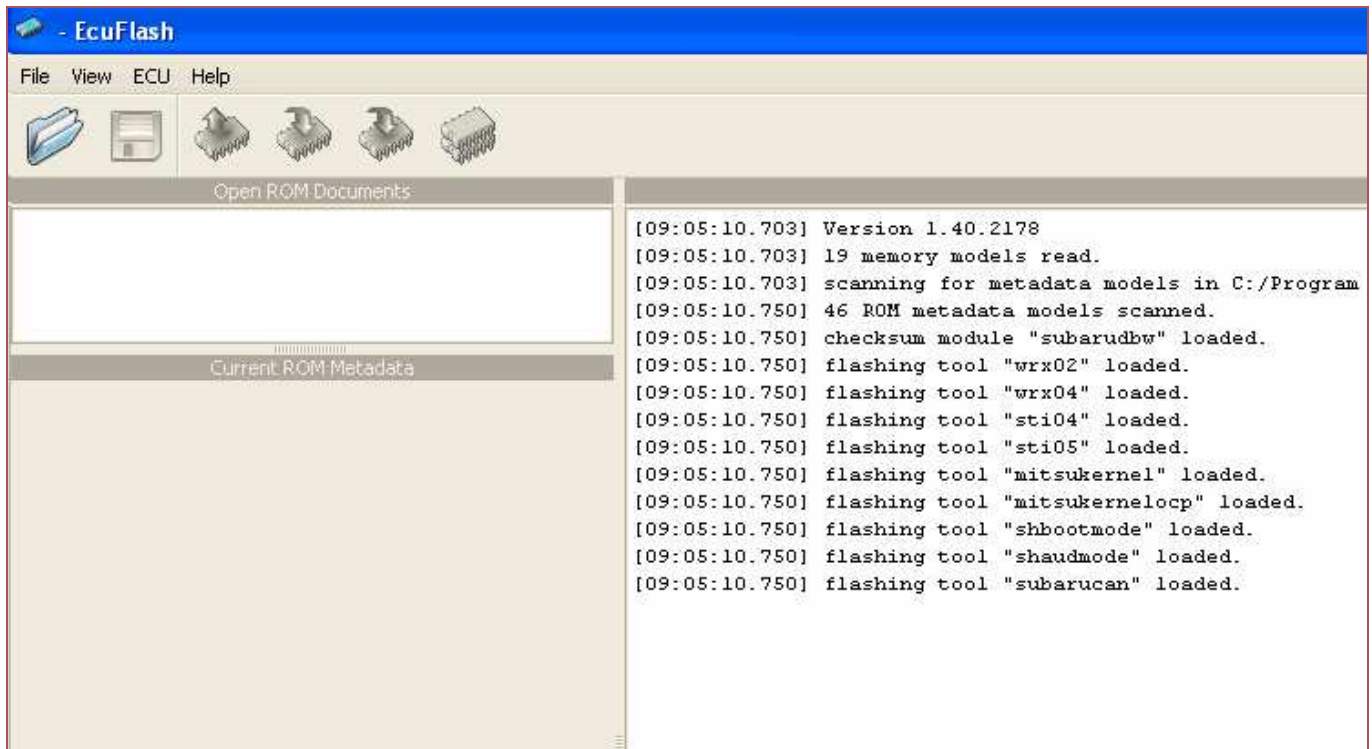 - EcuFlash
File View ECU Help
Open ROM Documents
Current ROM Metadata
[09:05:10.703] Version 1.40.2178
[09:05:10.703] 19 memory models read.
[09:05:10.703] scanning for metadata models in C:/Program
[09:05:10.750] 46 ROM metadata models scanned.
[09:05:10.750] checksum module "subarudbw" loaded.
[09:05:10.750] flashing tool "wrx02" loaded.
[09:05:10.750] flashing tool "wrx04" loaded.
[09:05:10.750] flashing tool "sti04" loaded.
[09:05:10.750] flashing tool "sti05" loaded.
[09:05:10.750] flashing tool "mitsukernel" loaded.
[09:05:10.750] flashing tool "mitsukernelocp" loaded.
[09:05:10.750] flashing tool "shbootmode" loaded.
[09:05:10.750] flashing tool "shaudmode" loaded.
[09:05:10.750] flashing tool "subarucan" loaded.